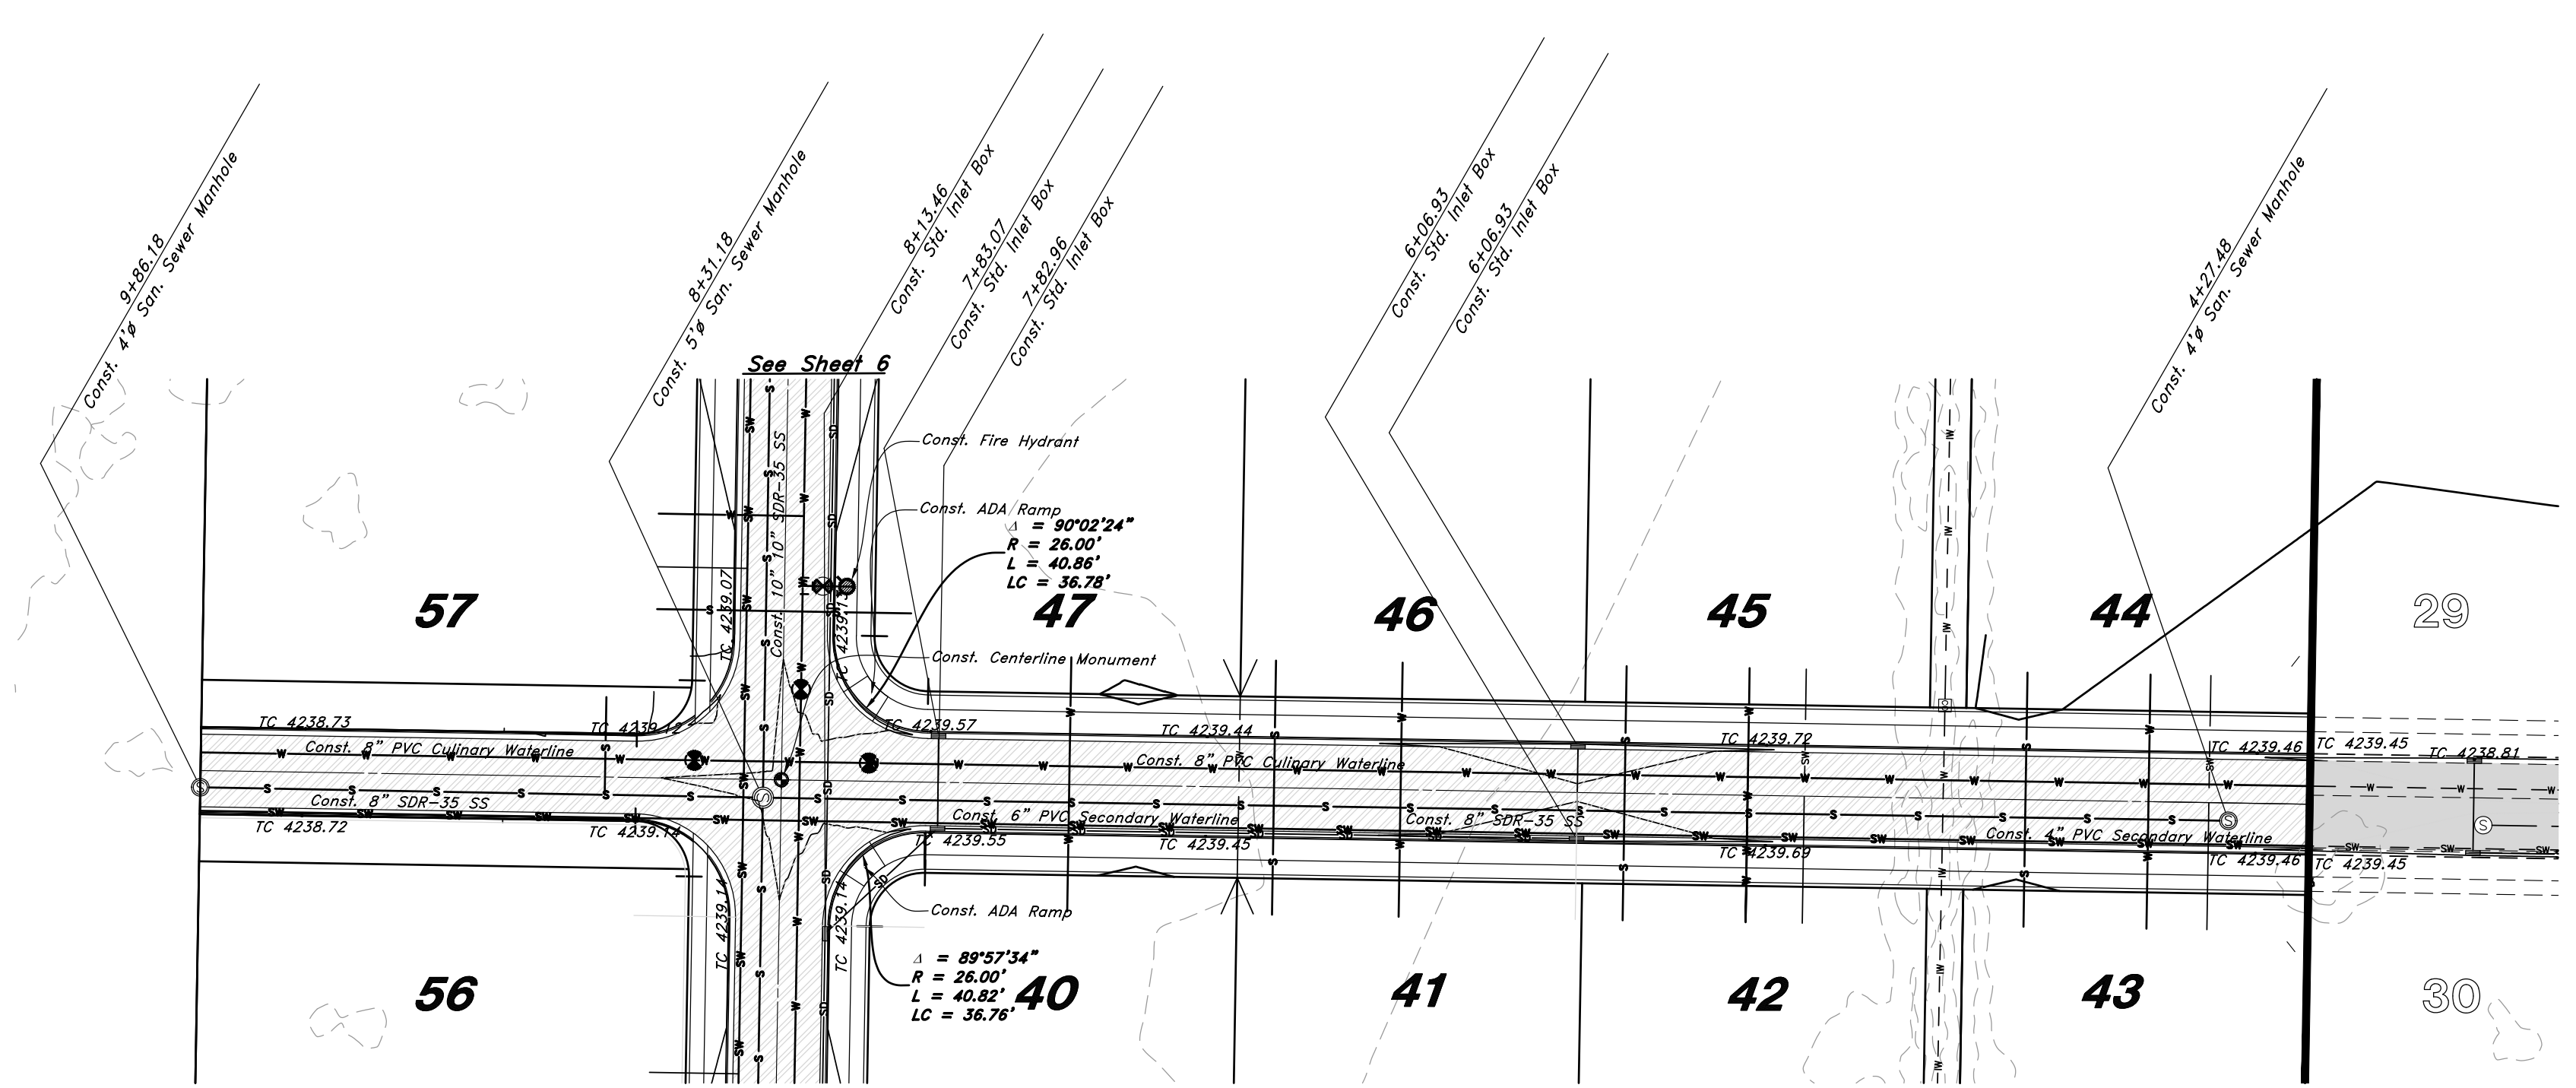 9+86.18
Const. 4'ø San. Sewer Manhole
8+31.18
Const. 5'ø San. Sewer Manhole
8+13.46
Const. Std. Inlet Box
7+83.07
Const. Std. Inlet Box
7+82.96
Const. Std. Inlet Box
6+06.93
Const. Std. Inlet Box
6+06.93
Const. Std. Inlet Box
4+27.48
Const. 4'ø San. Sewer Manhole
See Sheet 6
Const. Fire Hydrant
Const. ADA Ramp
Δ = 90°02'24"
R = 26.00'
L = 40.86'
LC = 36.78'
Const. 10" 10" SDR-35 SS
TC 4239.07
57
47
46
45
44
29
Const. Centerline Monument
TC 4238.73
TC 4239.12
TC 4239.57
TC 4239.44
TC 4239.72
TC 4239.46
TC 4239.45
TC 4238.81
Const. 8" PVC Culinary Waterline
Const. 8" PVC Culinary Waterline
Const. 8" SDR-35 SS
Const. 6" PVC Secondary Waterline
Const. 8" SDR-35 SS
Const. 4" PVC Secondary Waterline
TC 4238.72
TC 4239.14
TC 4239.55
TC 4239.45
TC 4239.69
TC 4239.46
TC 4239.45
TC 4239.14
TC 4239.14
Const. ADA Ramp
Δ = 89°57'34"
R = 26.00'
L = 40.82'
LC = 36.76'
56
40
41
42
43
30